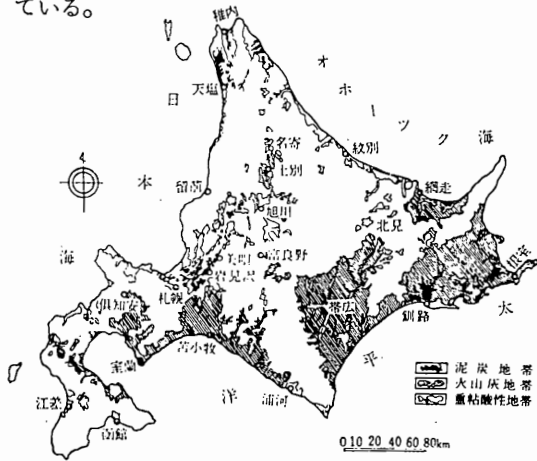 ている。
稚内
オホーツク海
天塩
日本海
名寄
士別
紋別
留萌
網走
旭川
北見
美唄
富良野
岩見沢
根室
札幌
倶知安
帯広
釧路
太平洋
苫小牧
室蘭
浦河
江差
函館
泥炭地帯
火山灰地帯
重粘酸性地帯
0 10 20 40 60 80km